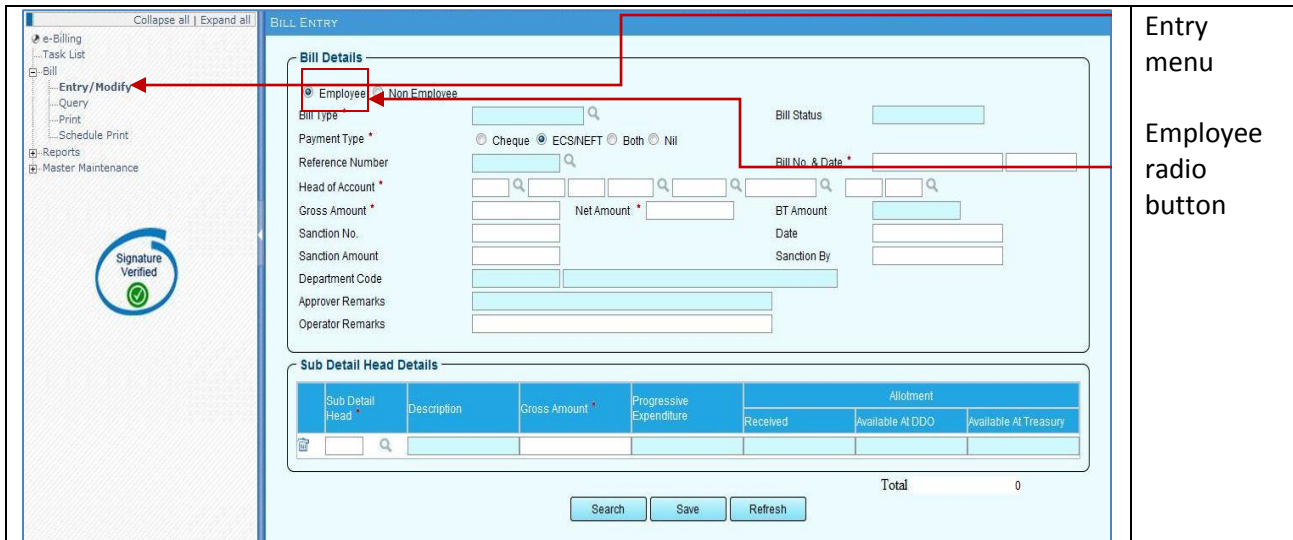 Collapse all | Expand all
e-Billing
Task List
Bill
Entry/Modify
Query
Print
Schedule Print
Reports
Master Maintenance
Signature
Verified
BILL ENTRY
Bill Details
Employee Non Employee
Bill Type * Bill Status
Payment Type * Cheque ECS/NEFT Both Nil
Reference Number Bill No. & Date *
Head of Account *
Gross Amount * Net Amount * BT Amount
Sanction No. Date
Sanction Amount Sanction By
Department Code
Approver Remarks
Operator Remarks
Sub Detail Head Details
Sub Detail
Head *
Description
Gross Amount *
Progressive
Expenditure
Allotment
Received Available At DDO Available At Treasury
Total 0
Search Save Refresh
Entry
menu
Employee
radio
button